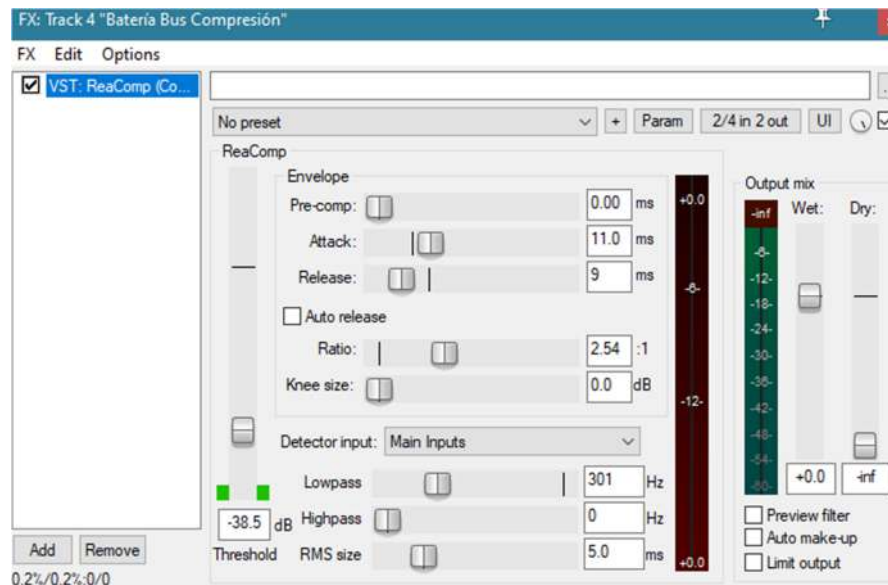 FX: Track 4 "Batería Bus Compresión"
FX Edit Options
VST: ReaComp (Co...
No preset + Param 2/4 in 2 out UI
ReaComp
Envelope
Pre-comp: 0.00 ms
Attack: 11.0 ms
Release: 9 ms
Auto release
Ratio: 2.54 :1
Knee size: 0.0 dB
Detector input: Main Inputs
Lowpass 301 Hz
Highpass 0 Hz
RMS size 5.0 ms
-38.5 dB
Threshold
+0.0
-6-
-12-
+0.0
Output mix
Wet: Dry:
-inf
-6-
-12-
-18-
-24-
-30-
-36-
-42-
-48-
-54-
-60-
+0.0 -inf
Preview filter
Auto make-up
Limit output
Add Remove
0.2%/0.2%:0/0